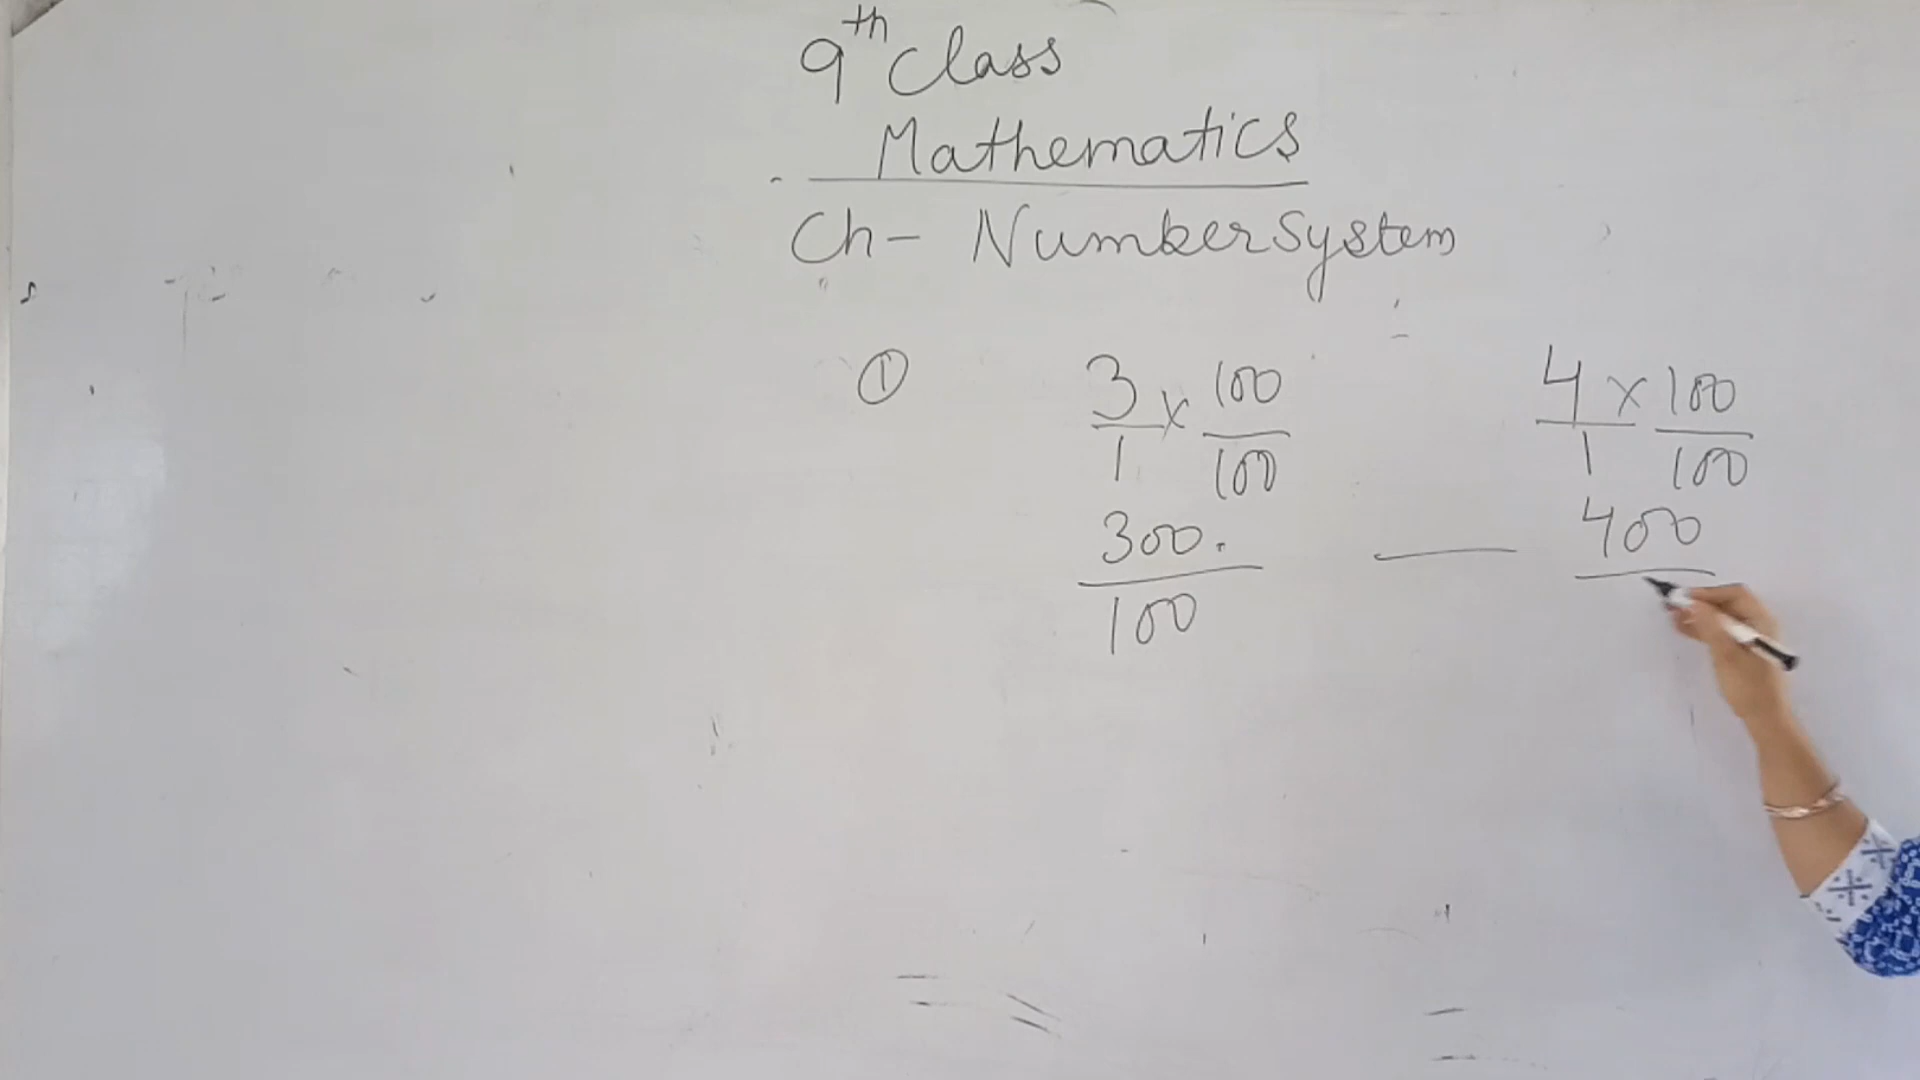 9th Class
Mathematics
Ch- Number System
① 3/1 x 100/100 4/1 x 100/100
300./100 — 400/